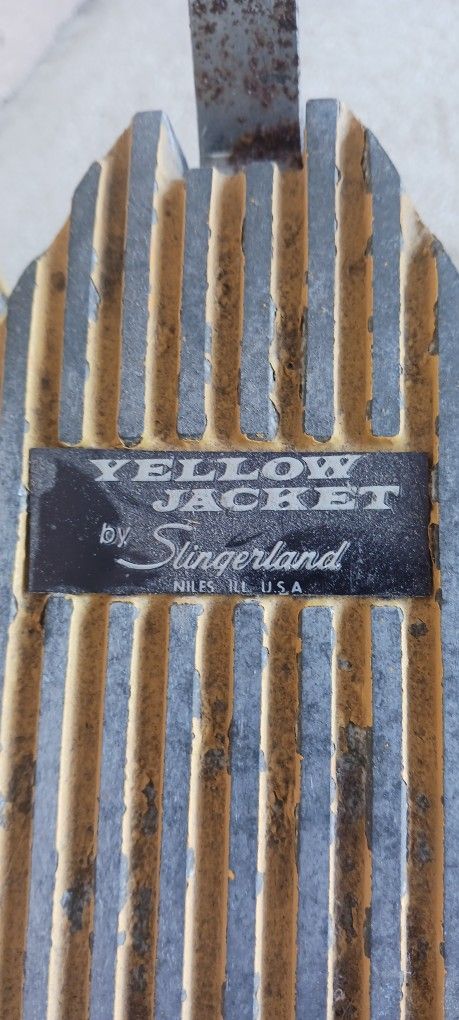 YELLOW
JACKET
by Slingerland
NILES ILL. U.S.A